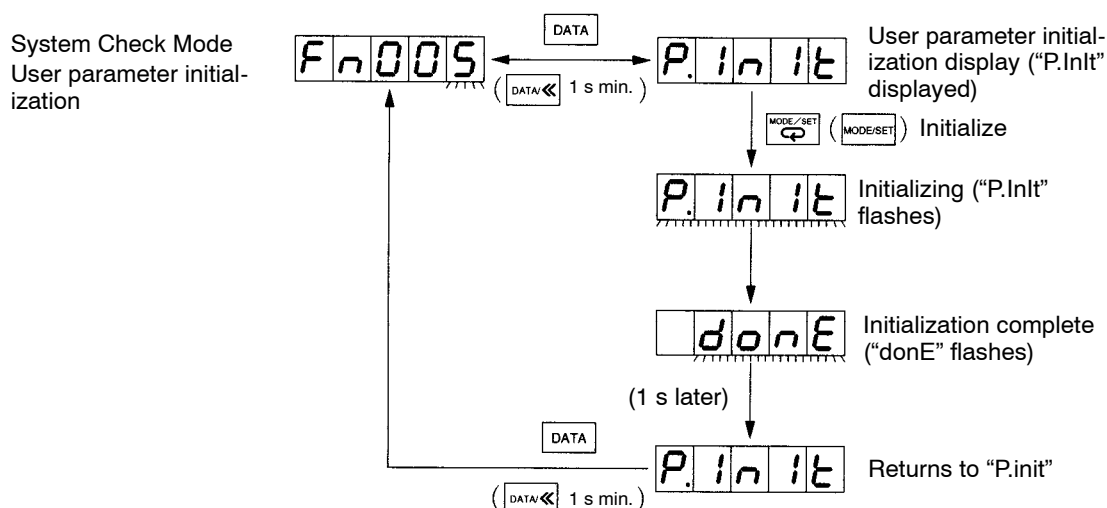 System Check Mode
User parameter initial-
ization
Fn005
DATA
( DATA/≪ 1 s min. )
P.InIt
User parameter initial-
ization display (“P.InIt”
displayed)
MODE/SET ( MODE/SET ) Initialize
P.InIt
Initializing (“P.InIt”
flashes)
donE
Initialization complete
(“donE” flashes)
(1 s later)
DATA
( DATA/≪ 1 s min. )
P.InIt
Returns to “P.init”